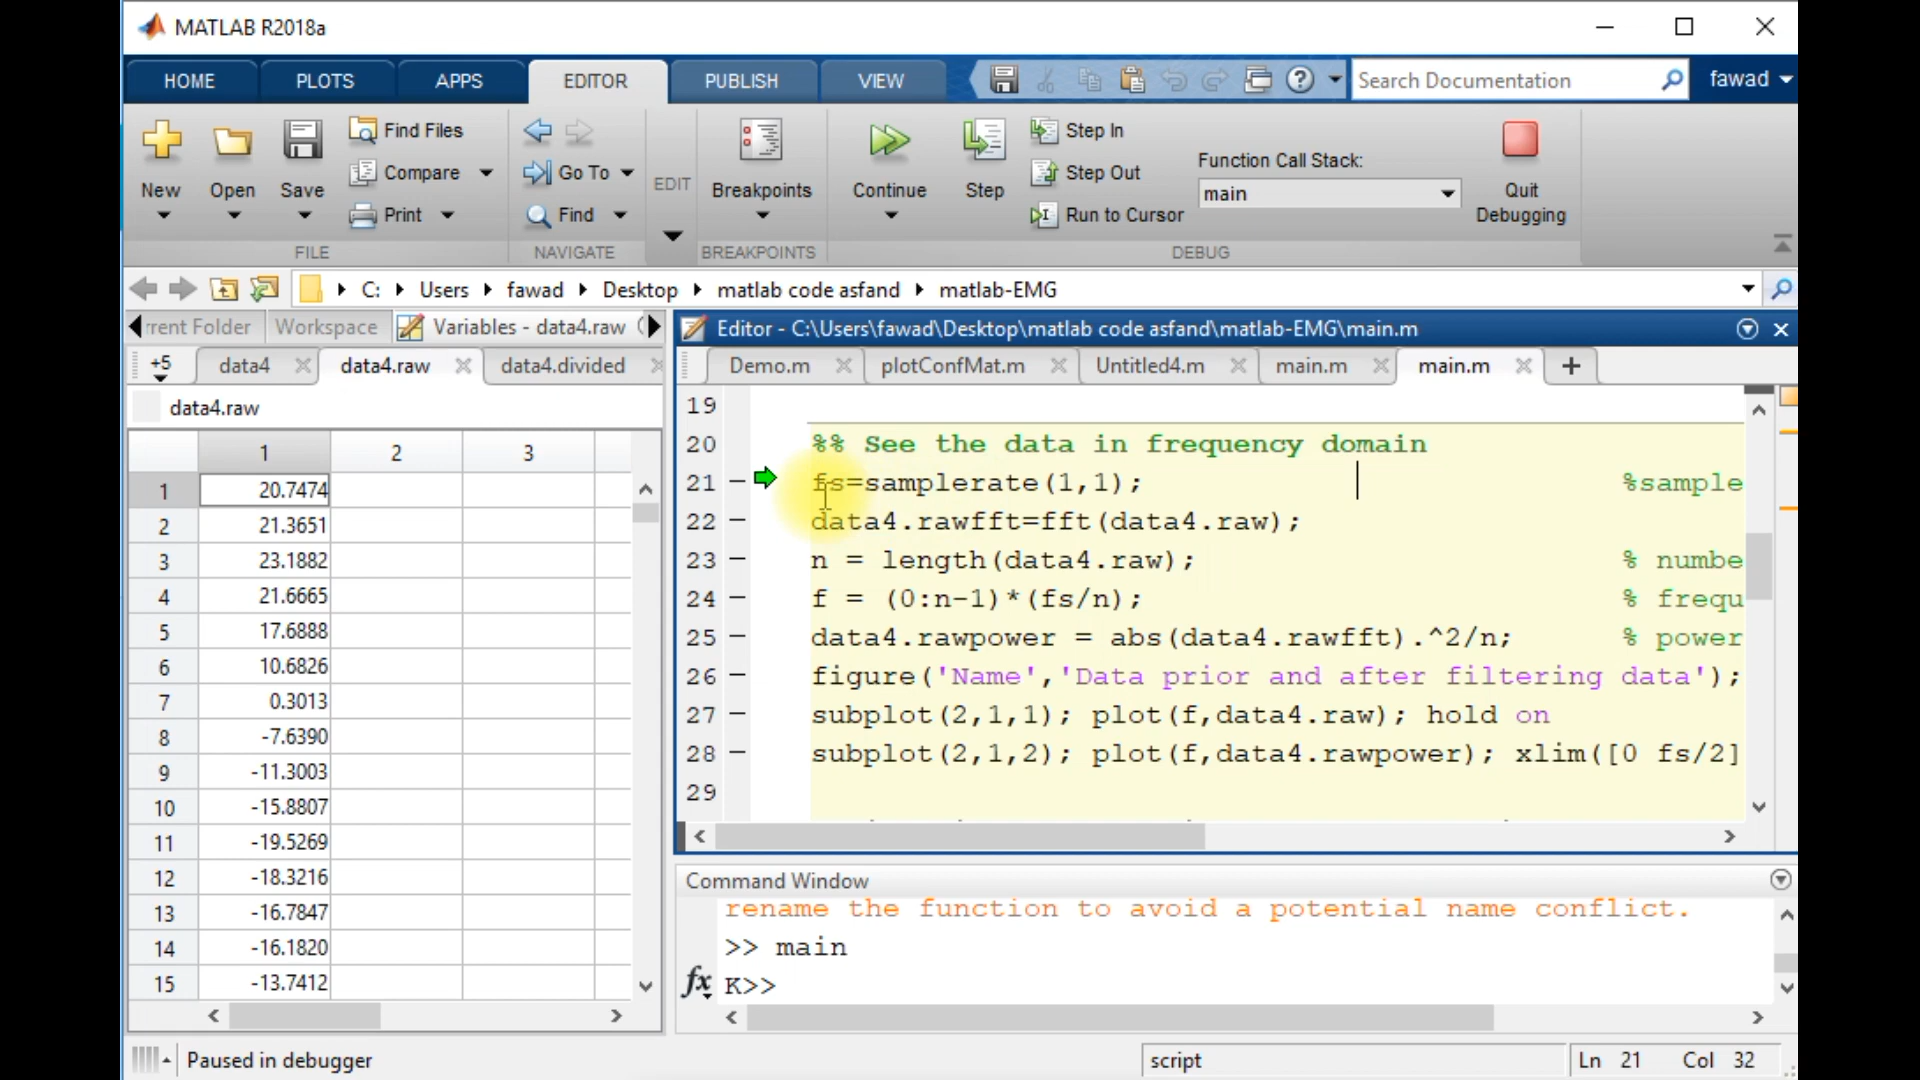 MATLAB R2018a
HOME PLOTS APPS EDITOR PUBLISH VIEW Search Documentation fawad
New Open Save Find Files Compare Print
Go To Find
EDIT Breakpoints Continue Step
Step In Step Out Run to Cursor
Function Call Stack:
main
Quit Debugging
FILE NAVIGATE BREAKPOINTS DEBUG
C: Users fawad Desktop matlab code asfand matlab-EMG
rrent Folder Workspace Variables - data4.raw
+5 data4 data4.raw data4.divided
data4.raw
1 2 3
1 20.7474
2 21.3651
3 23.1882
4 21.6665
5 17.6888
6 10.6826
7 0.3013
8 -7.6390
9 -11.3003
10 -15.8807
11 -19.5269
12 -18.3216
13 -16.7847
14 -16.1820
15 -13.7412
Editor - C:\Users\fawad\Desktop\matlab code asfand\matlab-EMG\main.m
Demo.m plotConfMat.m Untitled4.m main.m main.m +
19
20 %% See the data in frequency domain
21 – fs=samplerate(1,1); %sample
22 – data4.rawfft=fft(data4.raw);
23 – n = length(data4.raw); % numbe
24 – f = (0:n-1)*(fs/n); % frequ
25 – data4.rawpower = abs(data4.rawfft).^2/n; % power
26 – figure('Name','Data prior and after filtering data');
27 – subplot(2,1,1); plot(f,data4.raw); hold on
28 – subplot(2,1,2); plot(f,data4.rawpower); xlim([0 fs/2]
29
Command Window
rename the function to avoid a potential name conflict.
>> main
fx K>>
Paused in debugger script Ln 21 Col 32